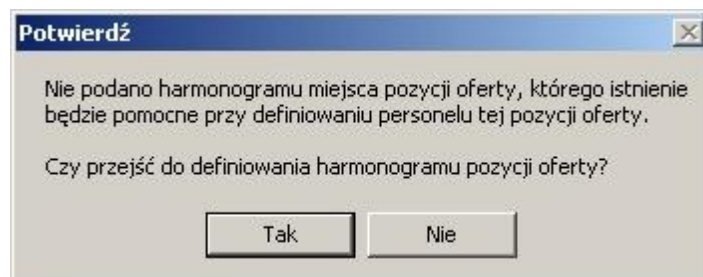 Potwierdź
Nie podano harmonogramu miejsca pozycji oferty, którego istnienie
będzie pomocne przy definiowaniu personelu tej pozycji oferty.
Czy przejść do definiowania harmonogramu pozycji oferty?
Tak
Nie